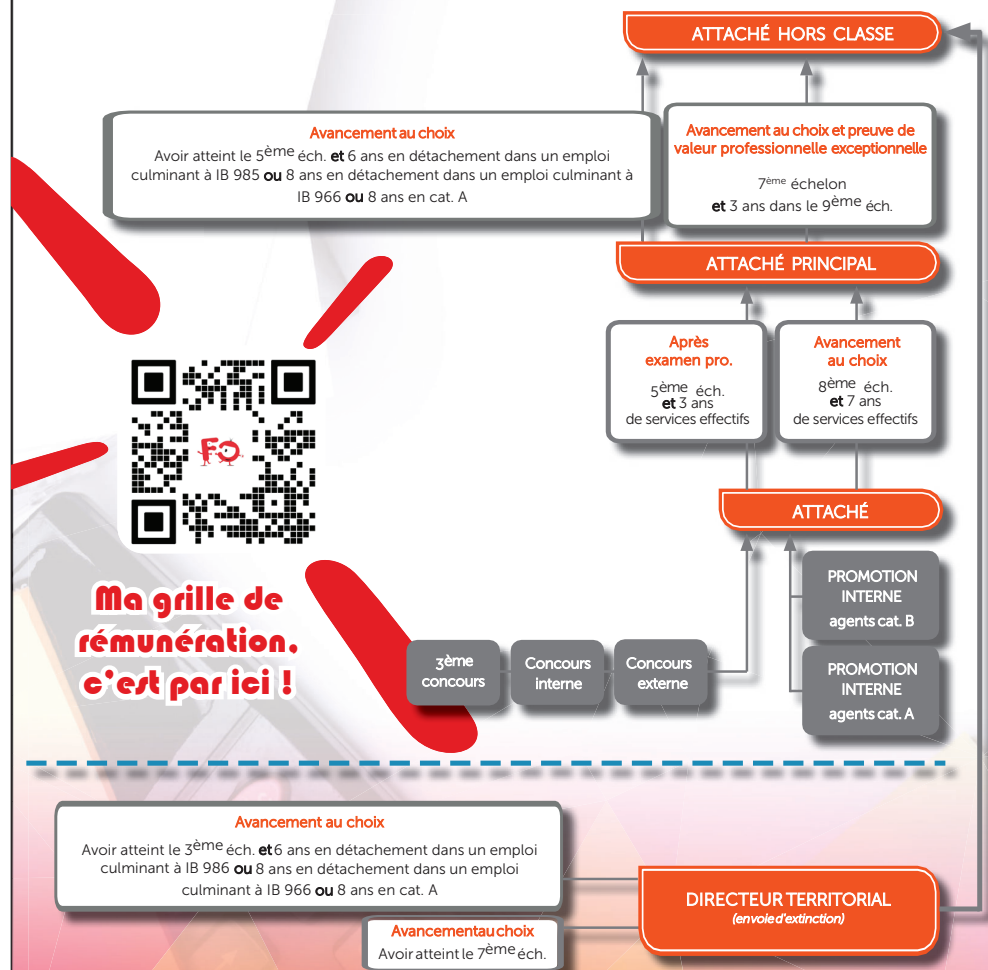 ATTACHÉ HORS CLASSE
Avancement au choix
Avoir atteint le 5ème éch. et 6 ans en détachement dans un emploi
culminant à IB 985 ou 8 ans en détachement dans un emploi culminant à
IB 966 ou 8 ans en cat. A
Avancement au choix et preuve de
valeur professionnelle exceptionnelle
7ème échelon
et 3 ans dans le 9ème éch.
ATTACHÉ PRINCIPAL
Après
examen pro.
5ème éch.
et 3 ans
de services effectifs
Avancement
au choix
8ème éch.
et 7 ans
de services effectifs
FO
ATTACHÉ
Ma grille de
rémunération,
c'est par ici !
PROMOTION
INTERNE
agents cat. B
3ème
concours
Concours
interne
Concours
externe
PROMOTION
INTERNE
agents cat. A
Avancement au choix
Avoir atteint le 3ème éch. et 6 ans en détachement dans un emploi
culminant à IB 986 ou 8 ans en détachement dans un emploi
culminant à IB 966 ou 8 ans en cat. A
DIRECTEUR TERRITORIAL
(en voie d'extinction)
Avancement au choix
Avoir atteint le 7ème éch.